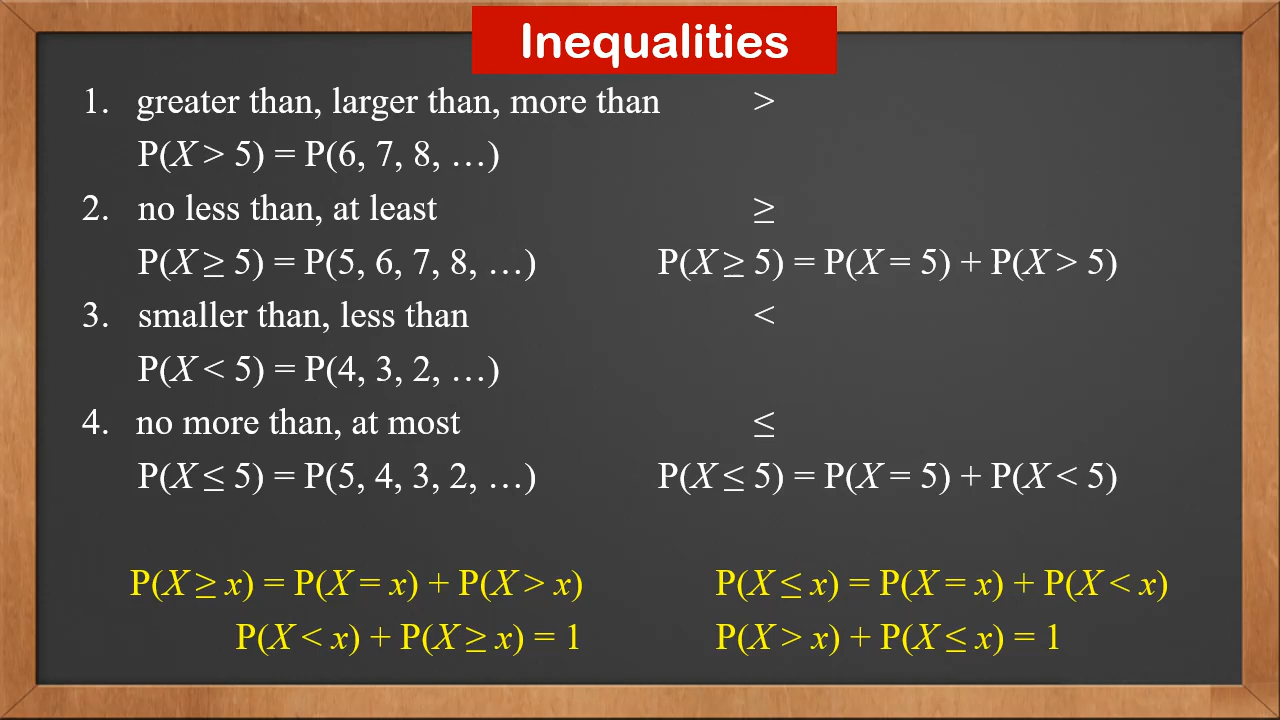 Inequalities
1. greater than, larger than, more than >
P(X > 5) = P(6, 7, 8, …)
2. no less than, at least ≥
P(X ≥ 5) = P(5, 6, 7, 8, …) P(X ≥ 5) = P(X = 5) + P(X > 5)
3. smaller than, less than <
P(X < 5) = P(4, 3, 2, …)
4. no more than, at most ≤
P(X ≤ 5) = P(5, 4, 3, 2, …) P(X ≤ 5) = P(X = 5) + P(X < 5)
P(X ≥ x) = P(X = x) + P(X > x) P(X ≤ x) = P(X = x) + P(X < x)
P(X < x) + P(X ≥ x) = 1 P(X > x) + P(X ≤ x) = 1